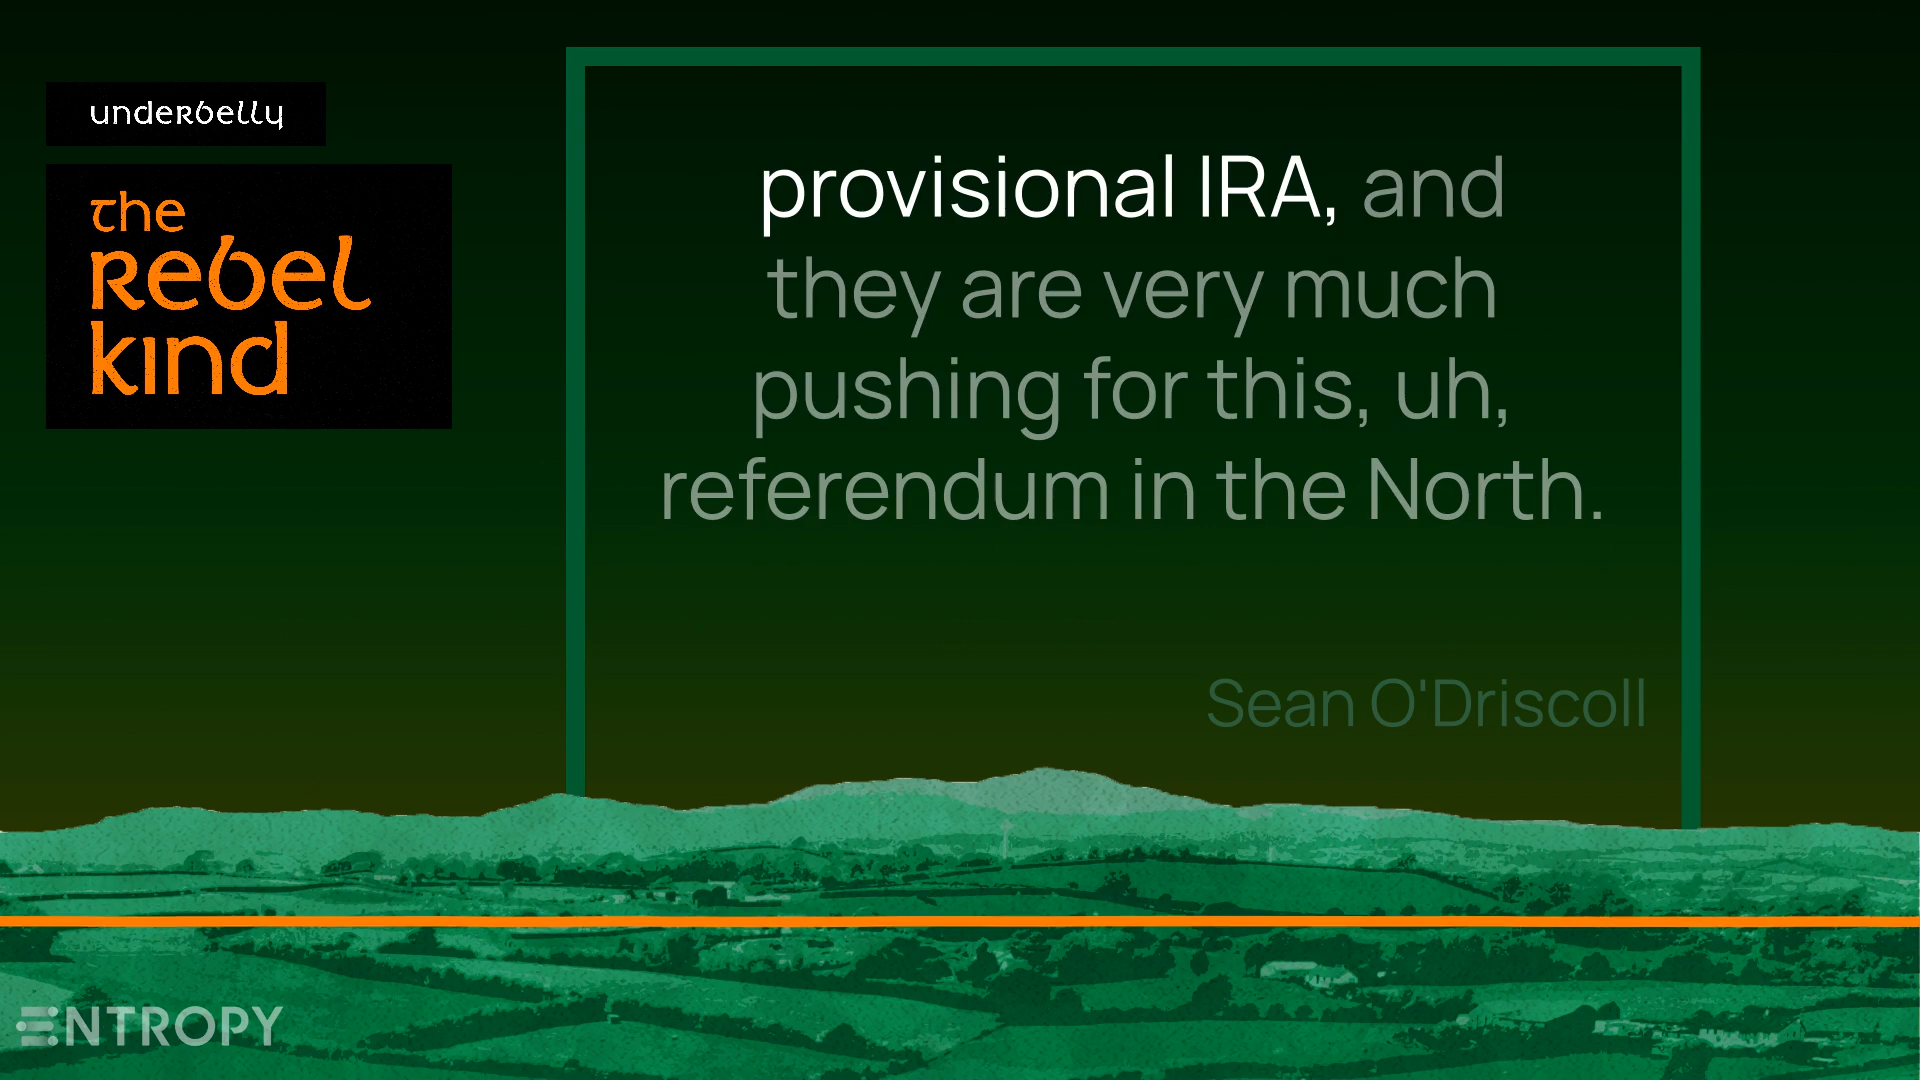 underbelly
the
Rebel
kind
provisional IRA, and
they are very much
pushing for this, uh,
referendum in the North.
Sean O'Driscoll
ENTROPY